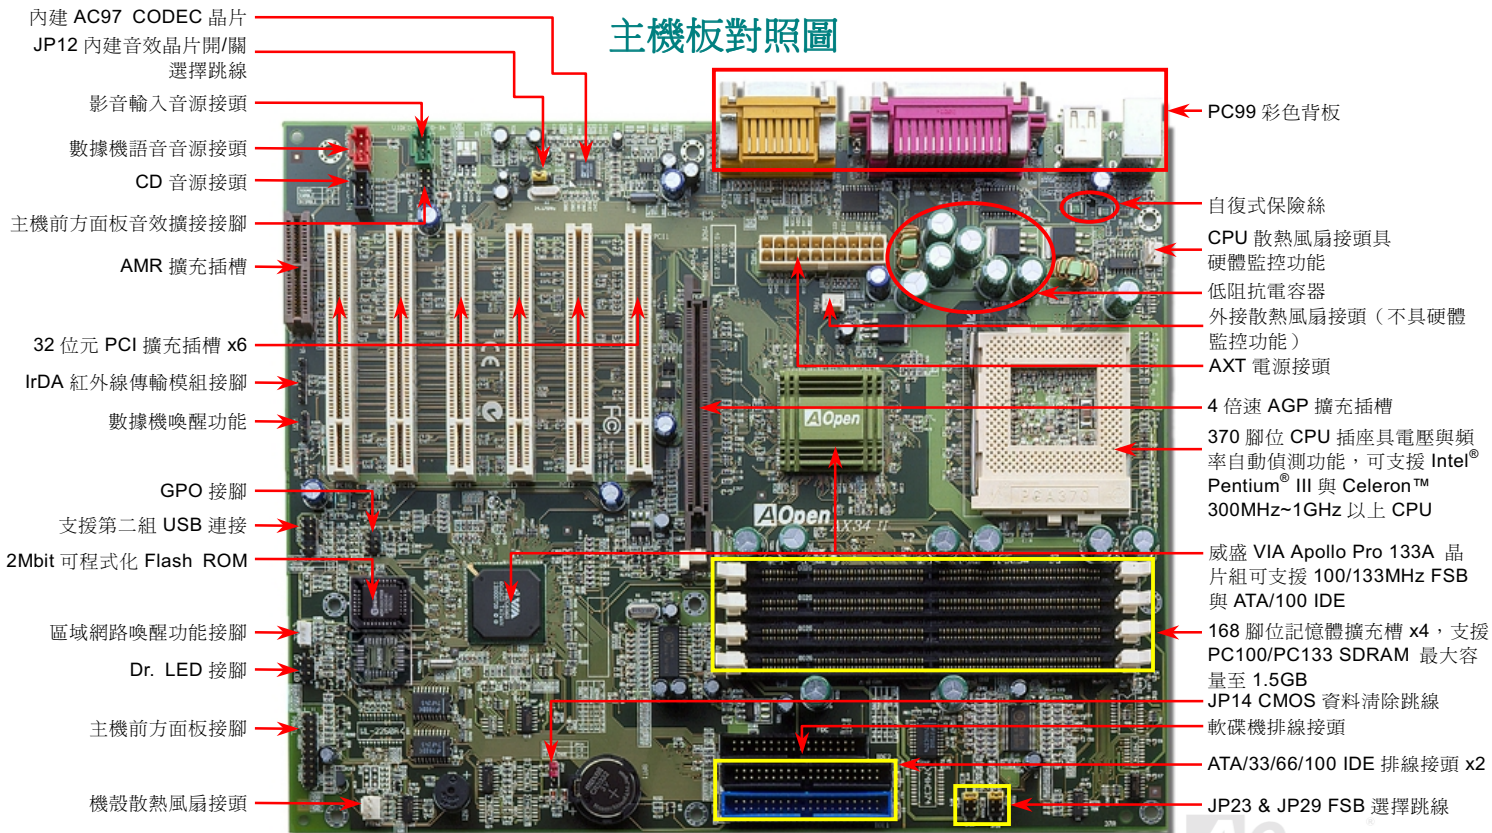 主機板對照圖
內建 AC97 CODEC 晶片
JP12 內建音效晶片開/關
選擇跳線
影音輸入音源接頭
數據機語音音源接頭
CD 音源接頭
主機前方面板音效擴接接腳
AMR 擴充插槽
32 位元 PCI 擴充插槽 x6
IrDA 紅外線傳輸模組接腳
數據機喚醒功能
GPO 接腳
支援第二組 USB 連接
2Mbit 可程式化 Flash ROM
區域網路喚醒功能接腳
Dr. LED 接腳
主機前方面板接腳
機殼散熱風扇接頭
PC99 彩色背板
自復式保險絲
CPU 散熱風扇接頭具
硬體監控功能
低阻抗電容器
外接散熱風扇接頭（不具硬體
監控功能）
AXT 電源接頭
4 倍速 AGP 擴充插槽
370 腳位 CPU 插座具電壓與頻
率自動偵測功能，可支援 Intel®
Pentium® III 與 Celeron™
300MHz~1GHz 以上 CPU
威盛 VIA Apollo Pro 133A 晶
片組可支援 100/133MHz FSB
與 ATA/100 IDE
168 腳位記憶體擴充槽 x4，支援
PC100/PC133 SDRAM 最大容
量至 1.5GB
JP14 CMOS 資料清除跳線
軟碟機排線接頭
ATA/33/66/100 IDE 排線接頭 x2
JP23 & JP29 FSB 選擇跳線
AOpen
PGA370
AOpen AX34 II
VIA